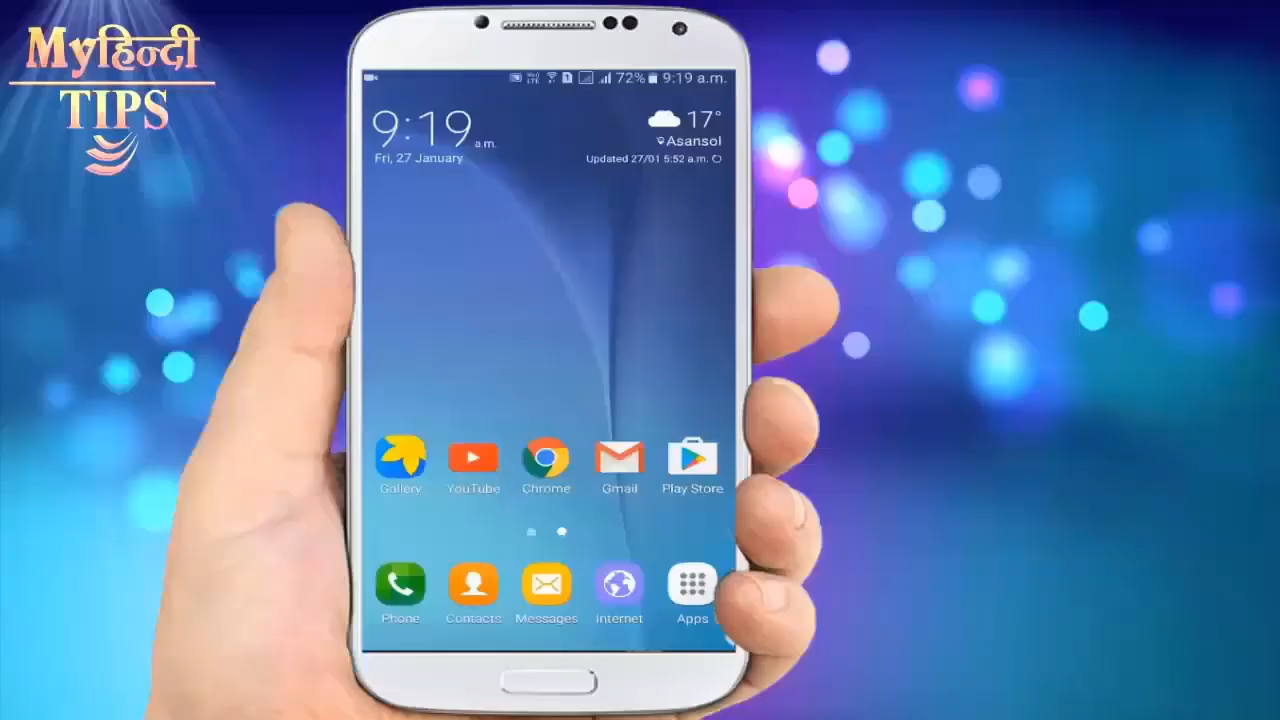 Myहिन्दी
TIPS
72% 9:19 a.m.
9:19 a.m.
Fri, 27 January
17°
Asansol
Updated 27/01 5:52 a.m.
Gallery
YouTube
Chrome
Gmail
Play Store
Phone
Contacts
Messages
Internet
Apps